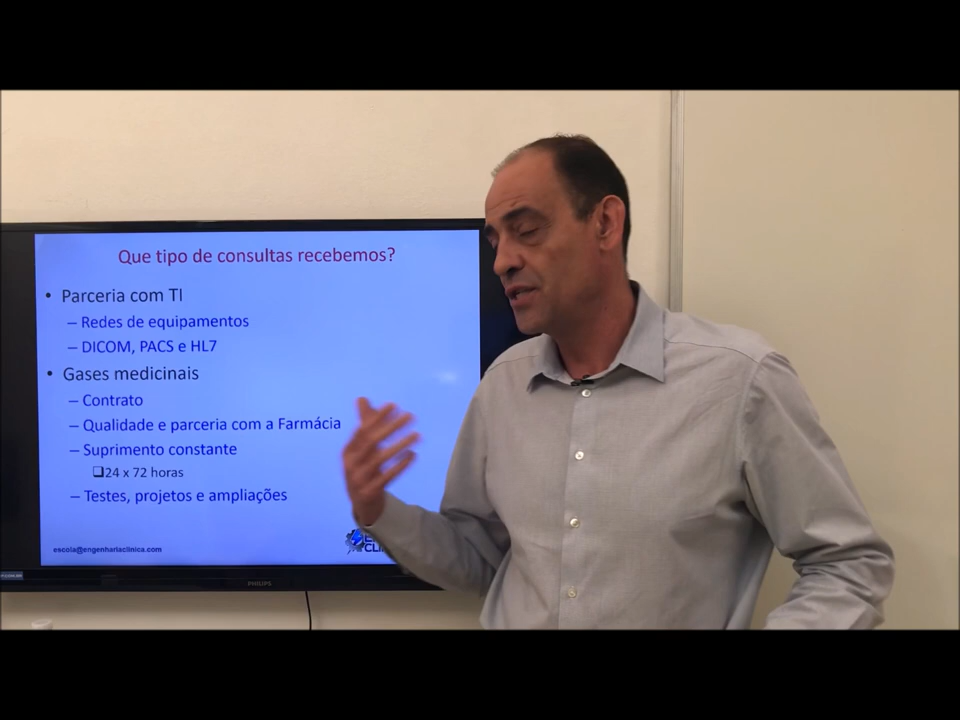 Que tipo de consultas recebemos?
• Parceria com TI
– Redes de equipamentos
– DICOM, PACS e HL7
• Gases medicinais
– Contrato
– Qualidade e parceria com a Farmácia
– Suprimento constante
❑24 x 72 horas
– Testes, projetos e ampliações
escola@engenhariaclinica.com
PHILIPS